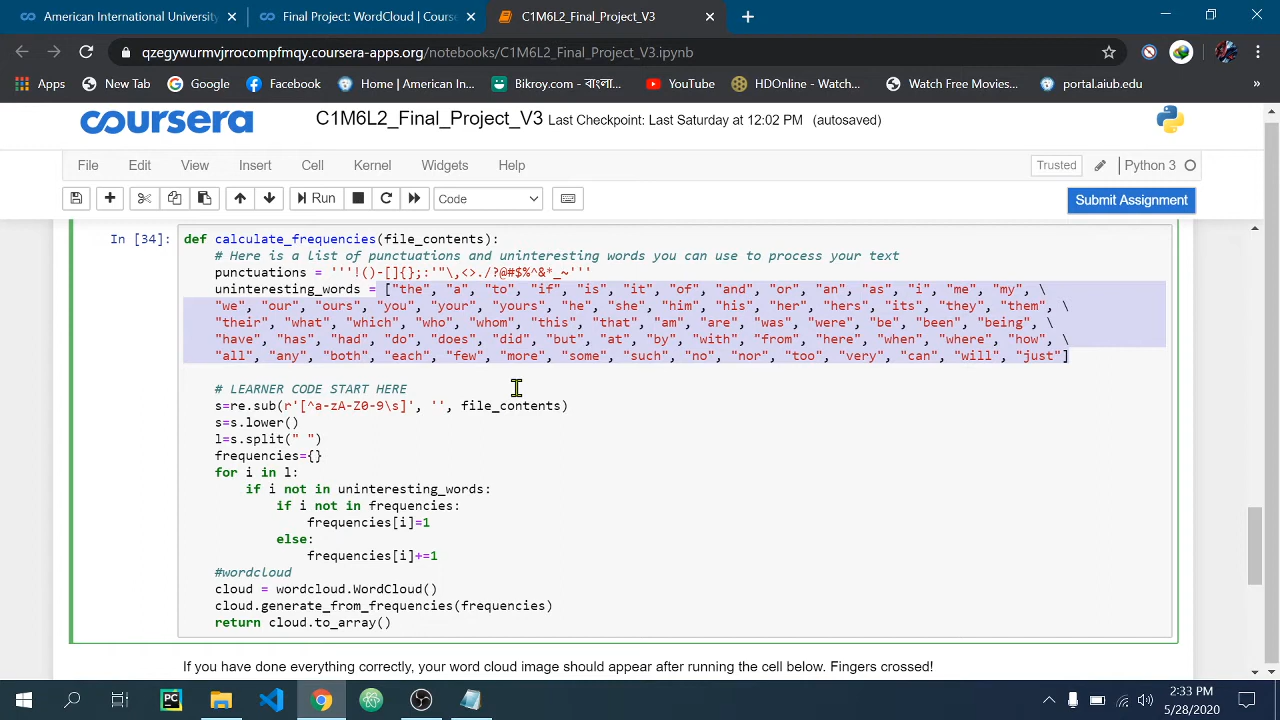 American International University
Final Project: WordCloud | Cours
C1M6L2_Final_Project_V3
qzegywurmvjrrocompfmqy.coursera-apps.org/notebooks/C1M6L2_Final_Project_V3.ipynb
Apps New Tab Google Facebook Home | American In... Bikroy.com - বাংলা... YouTube HDOnline - Watch... Watch Free Movies... portal.aiub.edu
coursera C1M6L2_Final_Project_V3 Last Checkpoint: Last Saturday at 12:02 PM (autosaved)
File Edit View Insert Cell Kernel Widgets Help Trusted Python 3
Run Code Submit Assignment
In [34]: def calculate_frequencies(file_contents):
# Here is a list of punctuations and uninteresting words you can use to process your text
punctuations = '''!()-[]{};:'"\,<>./?@#$%^&*_~'''
uninteresting_words = ["the", "a", "to", "if", "is", "it", "of", "and", "or", "an", "as", "i", "me", "my", \
"we", "our", "ours", "you", "your", "yours", "he", "she", "him", "his", "her", "hers", "its", "they", "them", \
"their", "what", "which", "who", "whom", "this", "that", "am", "are", "was", "were", "be", "been", "being", \
"have", "has", "had", "do", "does", "did", "but", "at", "by", "with", "from", "here", "when", "where", "how", \
"all", "any", "both", "each", "few", "more", "some", "such", "no", "nor", "too", "very", "can", "will", "just"]
# LEARNER CODE START HERE
s=re.sub(r'[^a-zA-Z0-9\s]', '', file_contents)
s=s.lower()
l=s.split(" ")
frequencies={}
for i in l:
if i not in uninteresting_words:
if i not in frequencies:
frequencies[i]=1
else:
frequencies[i]+=1
#wordcloud
cloud = wordcloud.WordCloud()
cloud.generate_from_frequencies(frequencies)
return cloud.to_array()
If you have done everything correctly, your word cloud image should appear after running the cell below. Fingers crossed!
2:33 PM
5/28/2020